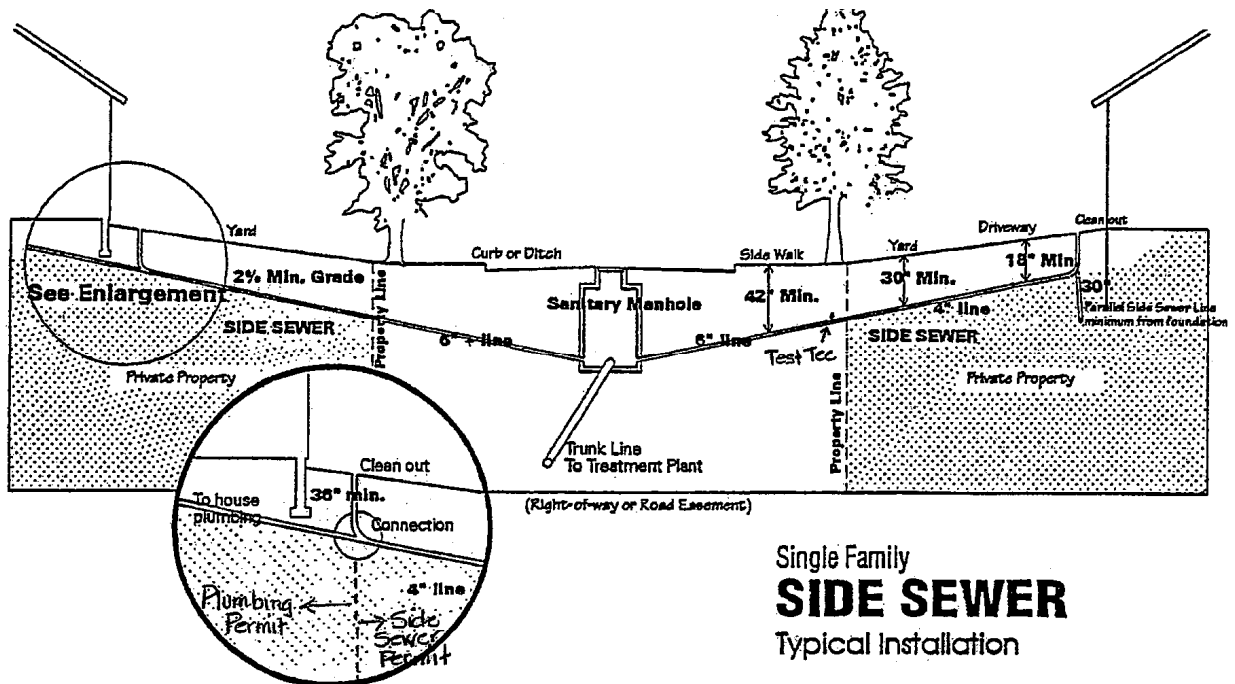 Yard
Curb or Ditch
Side Walk
Yard
Driveway
Clean out
2% Min. Grade
See Enlargement
SIDE SEWER
Private Property
Property Line
6" + line
Sanitary Manhole
42" Min.
30" Min.
18" Min
30"
Parallel Side Sewer Line
minimum from foundation
4" line
6" line
Test Tee
SIDE SEWER
Private Property
Property Line
Trunk Line
To Treatment Plant
(Right-of-way or Road Easement)
Clean out
36" min.
To house
plumbing
Connection
4" line
Plumbing
Permit
Side
Sewer
Permit
Single Family
SIDE SEWER
Typical Installation